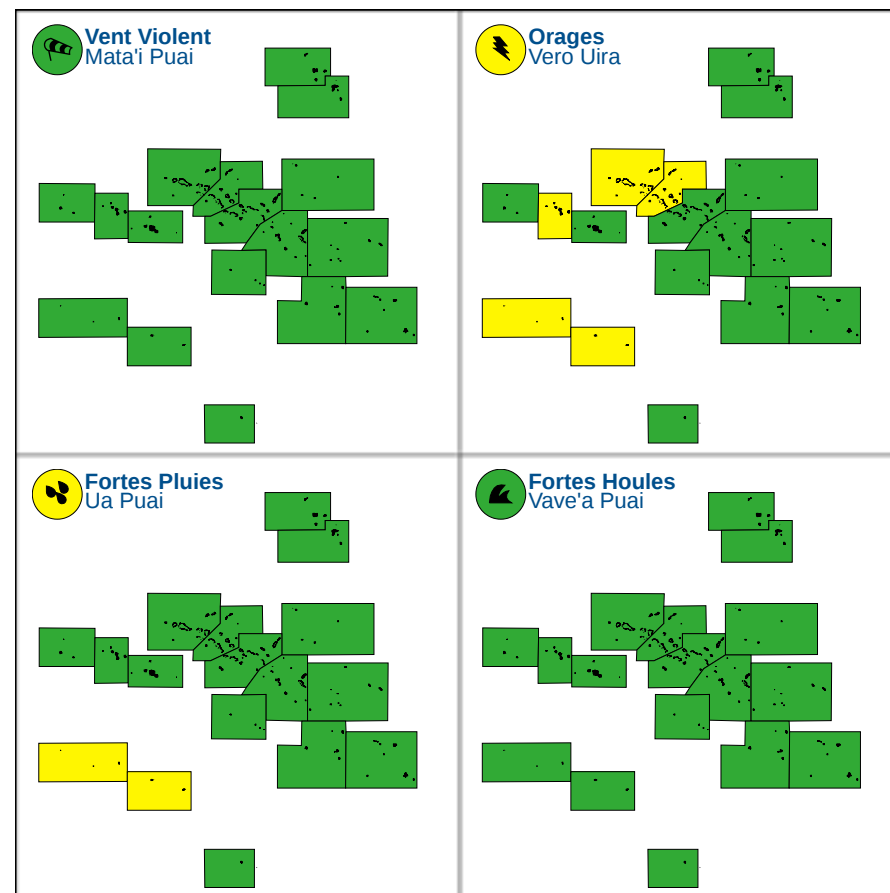 Vent Violent
Mata'i Puai
Orages
Vero Uira
Fortes Pluies
Ua Puai
Fortes Houles
Vave'a Puai